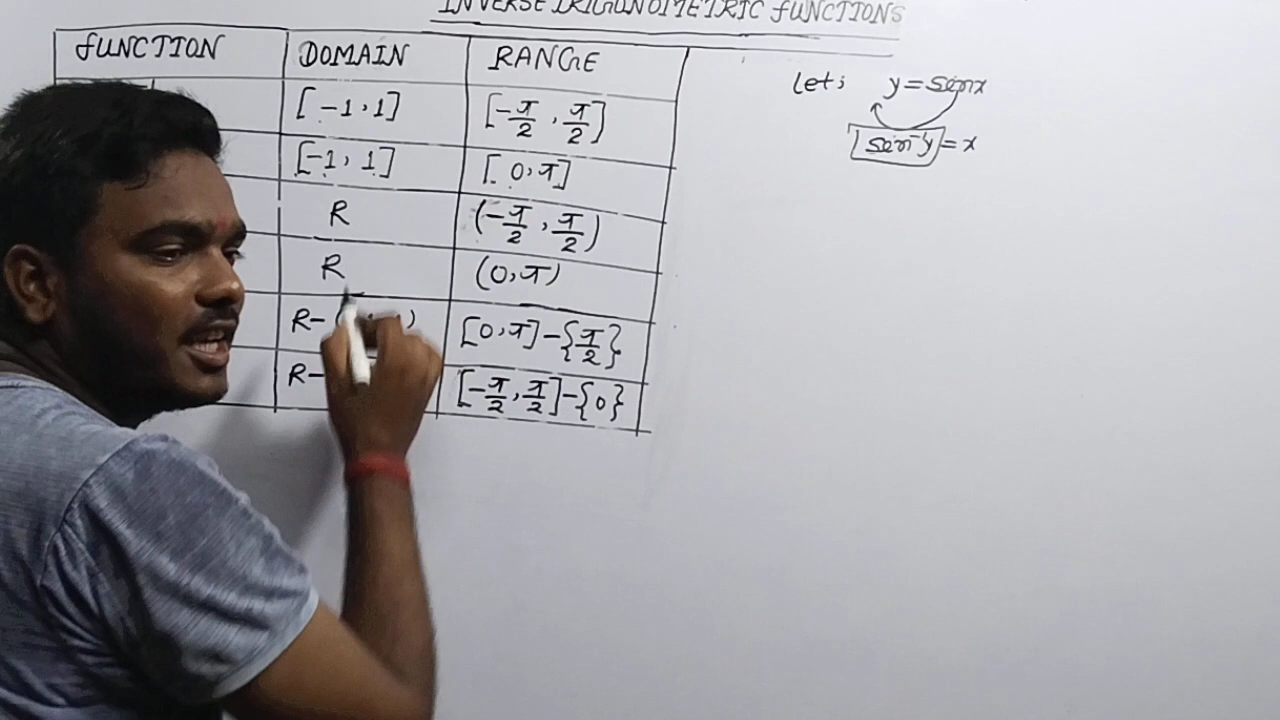 INVERSE TRIGONOMETRIC FUNCTIONS
FUNCTION DOMAIN RANGE
[-1,1] [-π/2, π/2]
[-1, 1] [0,π]
R (-π/2, π/2)
R (0,π)
R-( ) [0,π]-{π/2}
R- [-π/2, π/2]-{0}
Let; y=sinx
sin⁻¹y=x